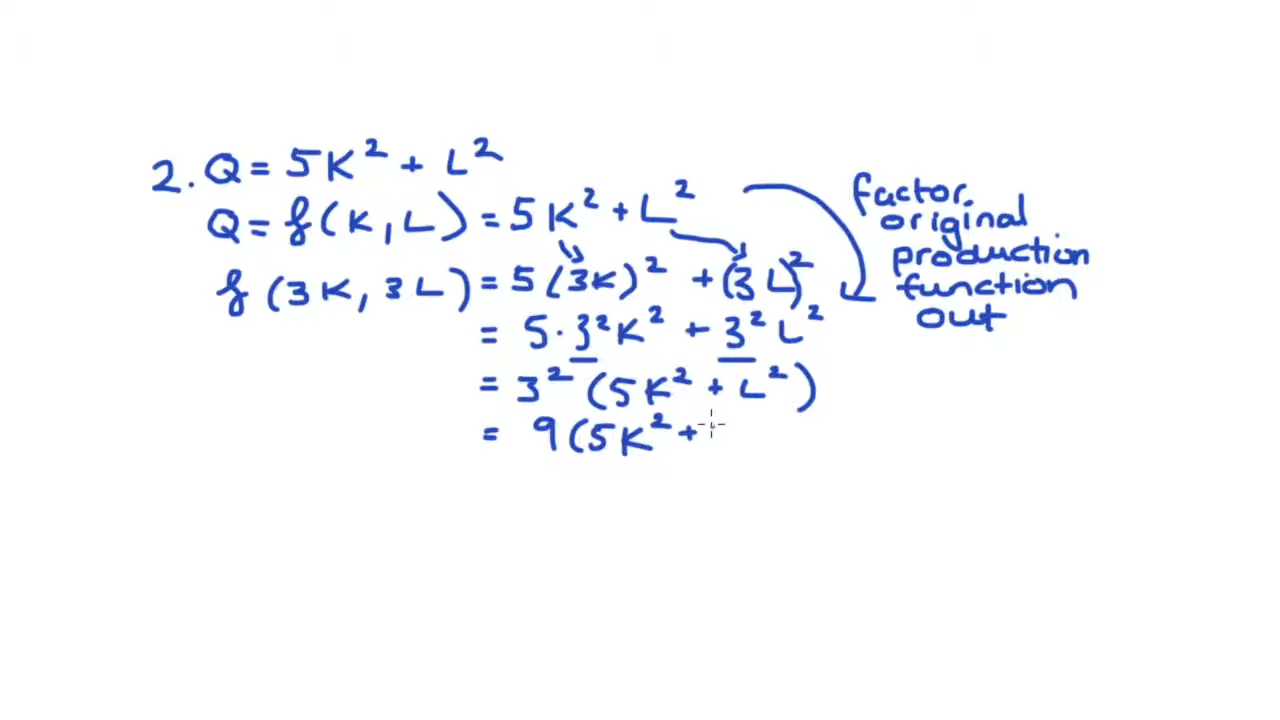 2. Q = 5K² + L²
Q = f(K, L) = 5K² + L²
f(3K, 3L) = 5(3K)² + (3L)²
= 5·3²K² + 3²L²
= 3²(5K² + L²)
= 9(5K² +
factor
original
production
function
out